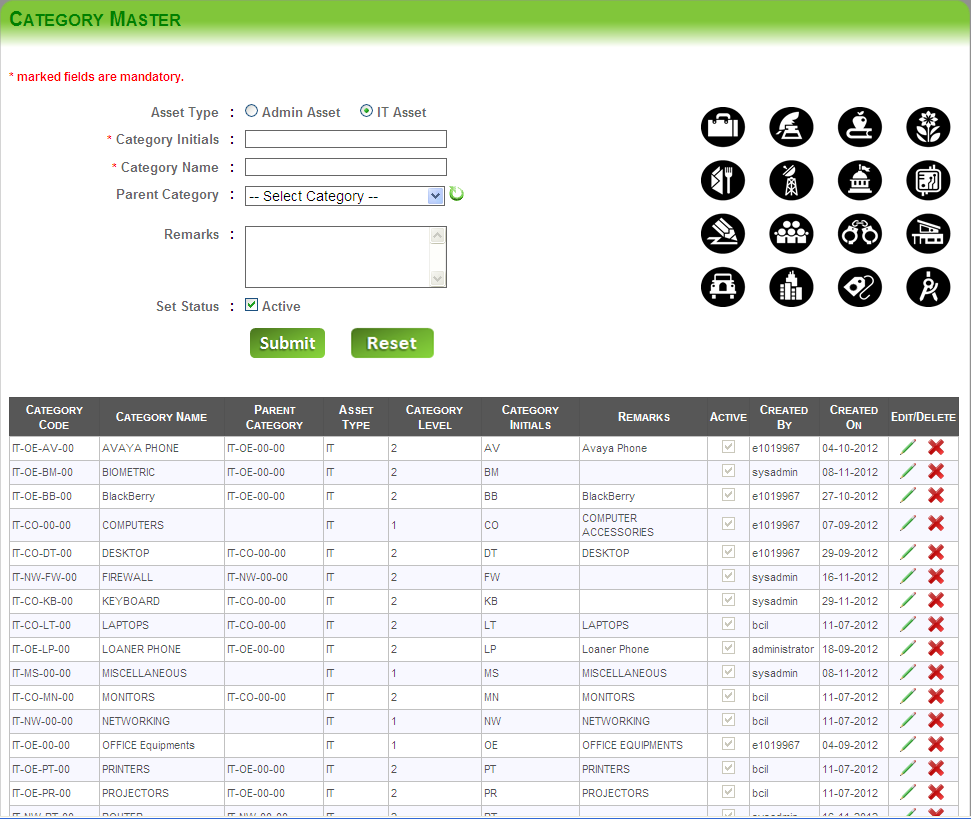 CATEGORY MASTER
* marked fields are mandatory.
Asset Type : Admin Asset IT Asset
* Category Initials :
* Category Name :
Parent Category : -- Select Category --
Remarks :
Set Status : Active
Submit Reset
CATEGORY CODE CATEGORY NAME PARENT CATEGORY ASSET TYPE CATEGORY LEVEL CATEGORY INITIALS REMARKS ACTIVE CREATED BY CREATED ON EDIT/DELETE
IT-OE-AV-00 AVAYA PHONE IT-OE-00-00 IT 2 AV Avaya Phone e1019967 04-10-2012
IT-OE-BM-00 BIOMETRIC IT-OE-00-00 IT 2 BM sysadmin 08-11-2012
IT-OE-BB-00 BlackBerry IT-OE-00-00 IT 2 BB BlackBerry e1019967 27-10-2012
IT-CO-00-00 COMPUTERS IT 1 CO COMPUTER ACCESSORIES e1019967 07-09-2012
IT-CO-DT-00 DESKTOP IT-CO-00-00 IT 2 DT DESKTOP e1019967 29-09-2012
IT-NW-FW-00 FIREWALL IT-NW-00-00 IT 2 FW sysadmin 16-11-2012
IT-CO-KB-00 KEYBOARD IT-CO-00-00 IT 2 KB sysadmin 29-11-2012
IT-CO-LT-00 LAPTOPS IT-CO-00-00 IT 2 LT LAPTOPS bcil 11-07-2012
IT-OE-LP-00 LOANER PHONE IT-OE-00-00 IT 2 LP Loaner Phone administrator 18-09-2012
IT-MS-00-00 MISCELLANEOUS IT 1 MS MISCELLANEOUS sysadmin 08-11-2012
IT-CO-MN-00 MONITORS IT-CO-00-00 IT 2 MN MONITORS bcil 11-07-2012
IT-NW-00-00 NETWORKING IT 1 NW NETWORKING bcil 11-07-2012
IT-OE-00-00 OFFICE Equipments IT 1 OE OFFICE EQUIPMENTS e1019967 04-09-2012
IT-OE-PT-00 PRINTERS IT-OE-00-00 IT 2 PT PRINTERS bcil 11-07-2012
IT-OE-PR-00 PROJECTORS IT-OE-00-00 IT 2 PR PROJECTORS bcil 11-07-2012